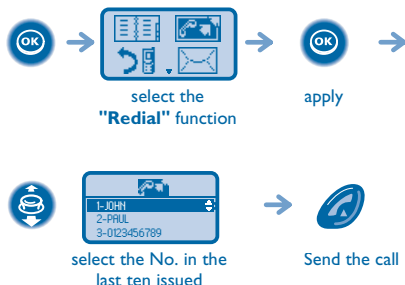 OK
OK
select the
"Redial" function
apply
1-JOHN
2-PAUL
3-0123456789
select the No. in the
last ten issued
Send the call